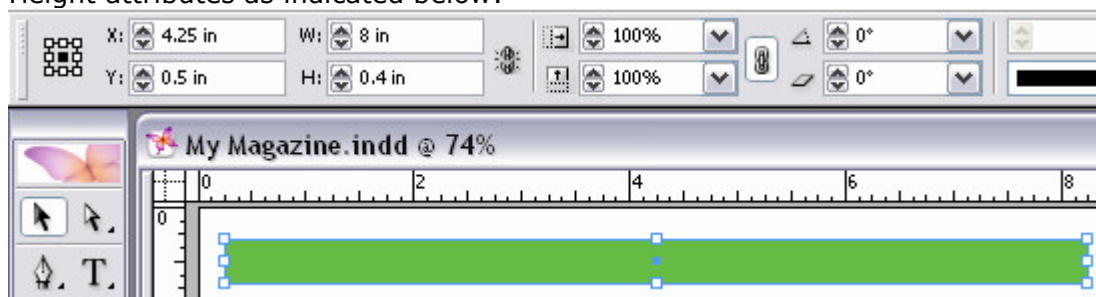 Height attributes as indicated below:
X: 4.25 in W: 8 in 100% 0°
Y: 0.5 in H: 0.4 in 100% 0°
My Magazine.indd @ 74%
0 2 4 6 8
0
T